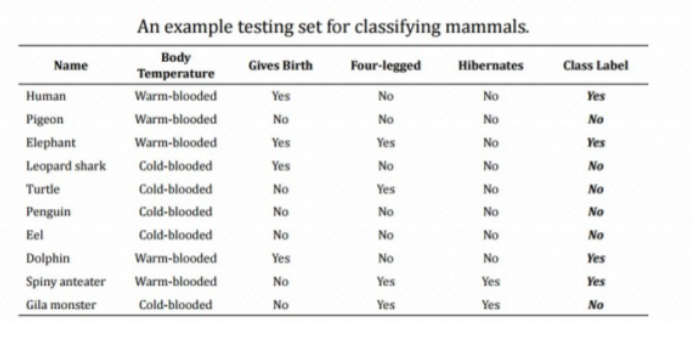 An example testing set for classifying mammals.
Name Body Temperature Gives Birth Four-legged Hibernates Class Label
Human Warm-blooded Yes No No Yes
Pigeon Warm-blooded No No No No
Elephant Warm-blooded Yes Yes No Yes
Leopard shark Cold-blooded Yes No No No
Turtle Cold-blooded No Yes No No
Penguin Cold-blooded No No No No
Eel Cold-blooded No No No No
Dolphin Warm-blooded Yes No No Yes
Spiny anteater Warm-blooded No Yes Yes Yes
Gila monster Cold-blooded No Yes Yes No